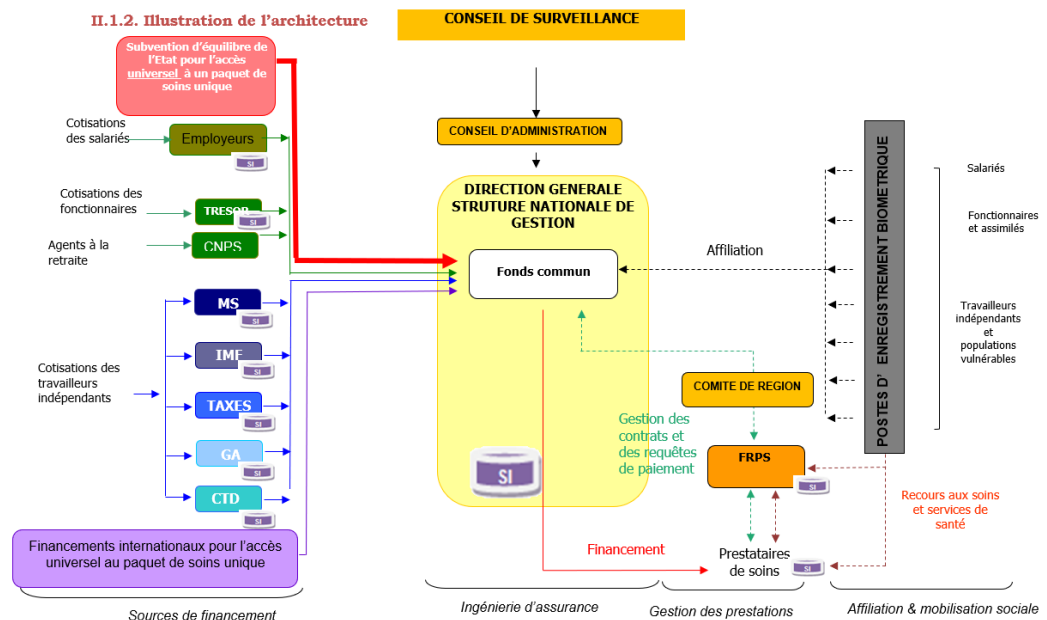 II.1.2. Illustration de l'architecture
CONSEIL DE SURVEILLANCE
Subvention d'équilibre de
l'Etat pour l'accès
universel à un paquet de
soins unique
Cotisations
des salariés
Employeurs
SI
CONSEIL D'ADMINISTRATION
Cotisations des
fonctionnaires
TRESOR
SI
Agents à la
retraite
CNPS
DIRECTION GENERALE
STRUTURE NATIONALE DE
GESTION
Fonds commun
Affiliation
POSTES D' ENREGISTREMENT BIOMETRIQUE
Salariés
Fonctionnaires
et assimilés
Travailleurs
indépendants
et
populations
vulnérables
Cotisations des
travailleurs
indépendants
MS
SI
IMF
SI
TAXES
SI
GA
SI
CTD
SI
SI
COMITE DE REGION
Gestion des
contrats et
des requêtes
de paiement
FRPS
SI
Recours aux soins
et services de
santé
Financements internationaux pour l'accès
universel au paquet de soins unique
Financement
Prestataires
de soins
SI
Sources de financement
Ingénierie d'assurance
Gestion des prestations
Affiliation & mobilisation sociale